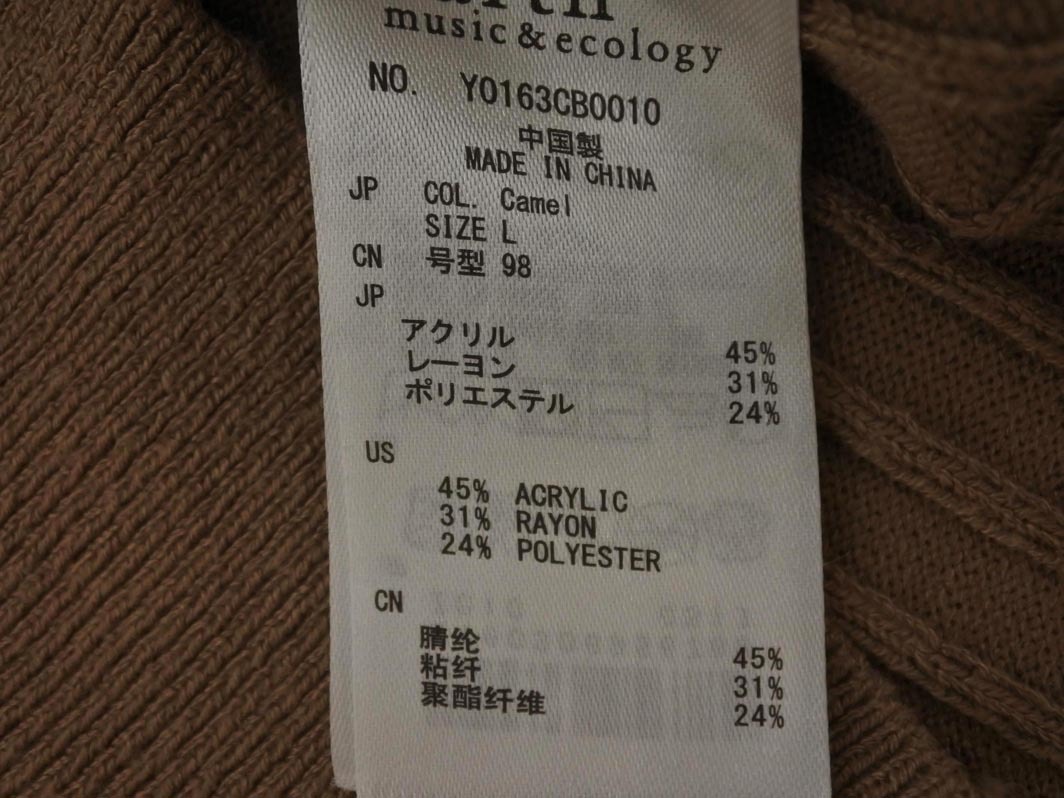 music & ecology
NO. Y0163CB0010
中国製
MADE IN CHINA
JP COL. Camel
SIZE L
CN 号型 98
JP
アクリル 45%
レーヨン 31%
ポリエステル 24%
US
45% ACRYLIC
31% RAYON
24% POLYESTER
CN
腈纶 45%
粘纤 31%
聚酯纤维 24%